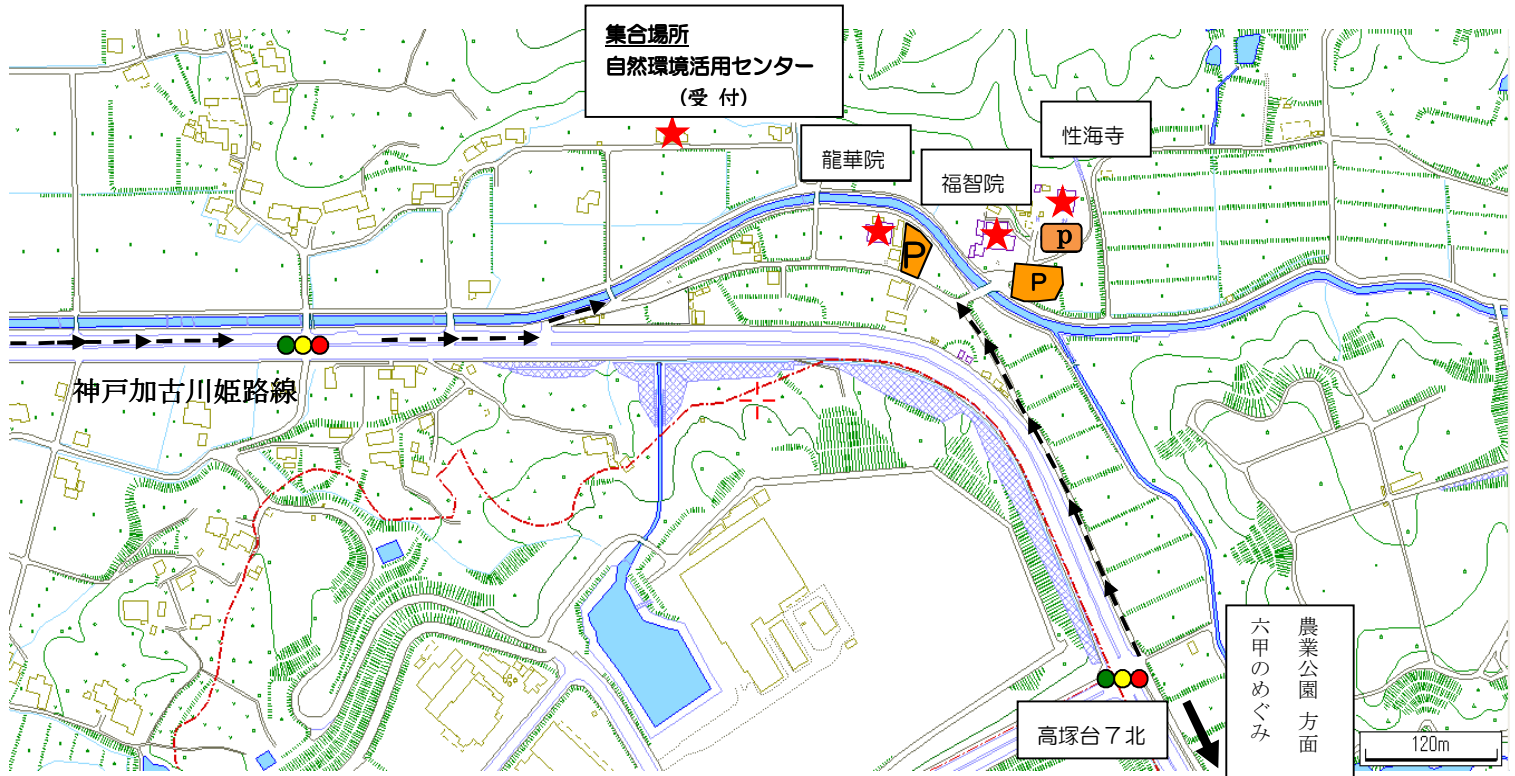 集合場所
自然環境活用センター
（受 付）
龍華院
福智院
性海寺
p
P
P
神戸加古川姫路線
高塚台７北
農業公園 方面
六甲のめぐみ
120m